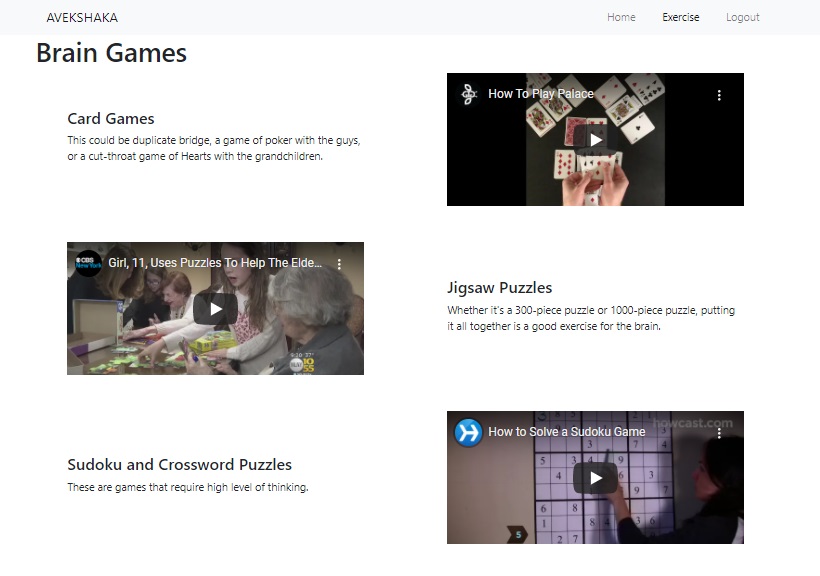 AVEKSHAKA
Home Exercise Logout
Brain Games
How To Play Palace
Card Games
This could be duplicate bridge, a game of poker with the guys,
or a cut-throat game of Hearts with the grandchildren.
CBS
New York
Girl, 11, Uses Puzzles To Help The Elde...
Jigsaw Puzzles
Whether it's a 300-piece puzzle or 1000-piece puzzle, putting
it all together is a good exercise for the brain.
howcast.com
How to Solve a Sudoku Game
Sudoku and Crossword Puzzles
These are games that require high level of thinking.
5